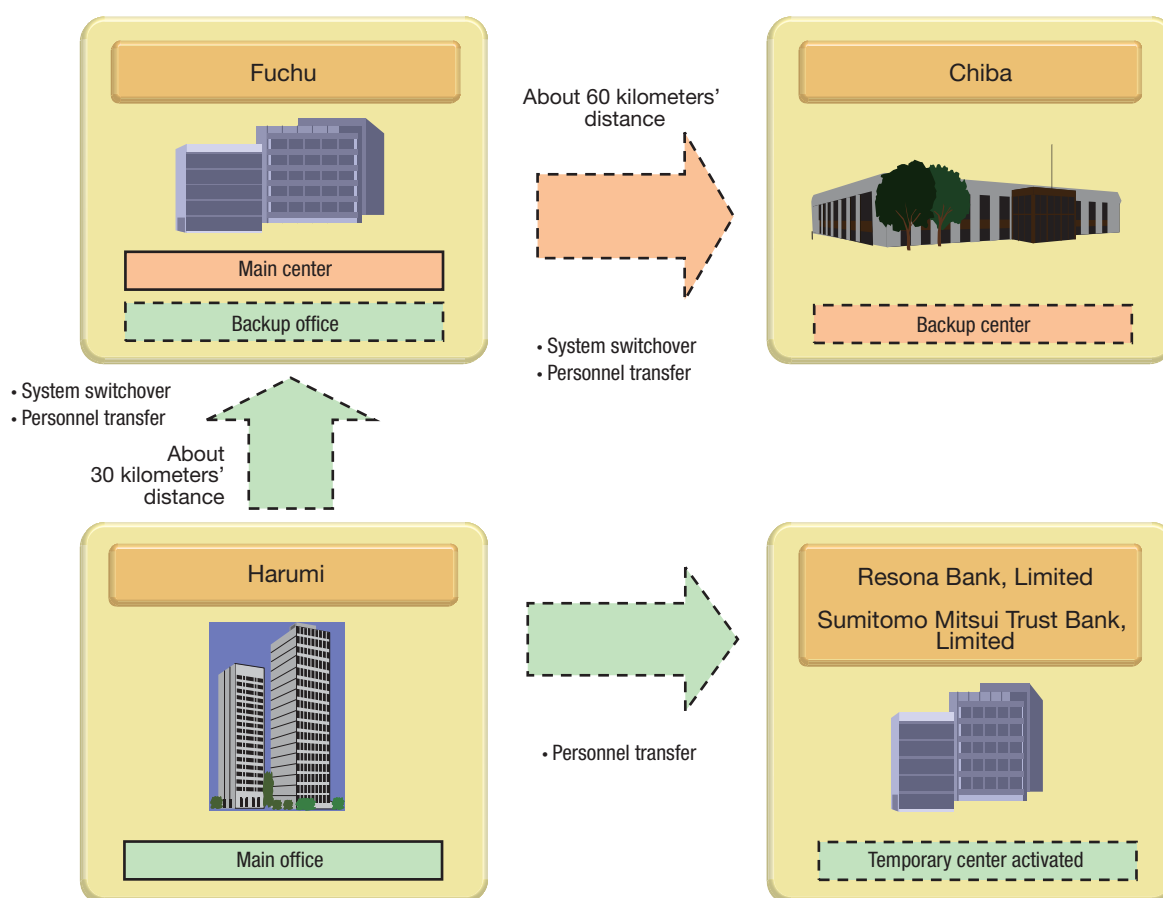 Fuchu
Main center
Backup office
About 60 kilometers’
distance
• System switchover
• Personnel transfer
Chiba
Backup center
• System switchover
• Personnel transfer
About
30 kilometers’
distance
Harumi
Main office
• Personnel transfer
Resona Bank, Limited
Sumitomo Mitsui Trust Bank,
Limited
Temporary center activated